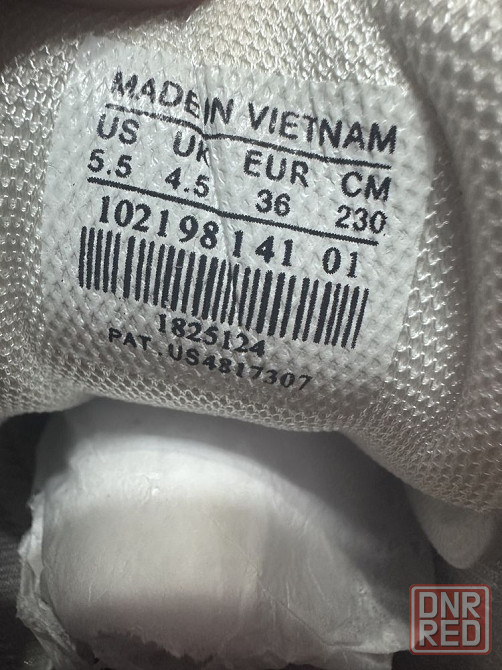 MADE IN VIETNAM
US UK EUR CM
5.5 4.5 36 230
102198141 01
1825124
PAT.US4817307
DNR
RED